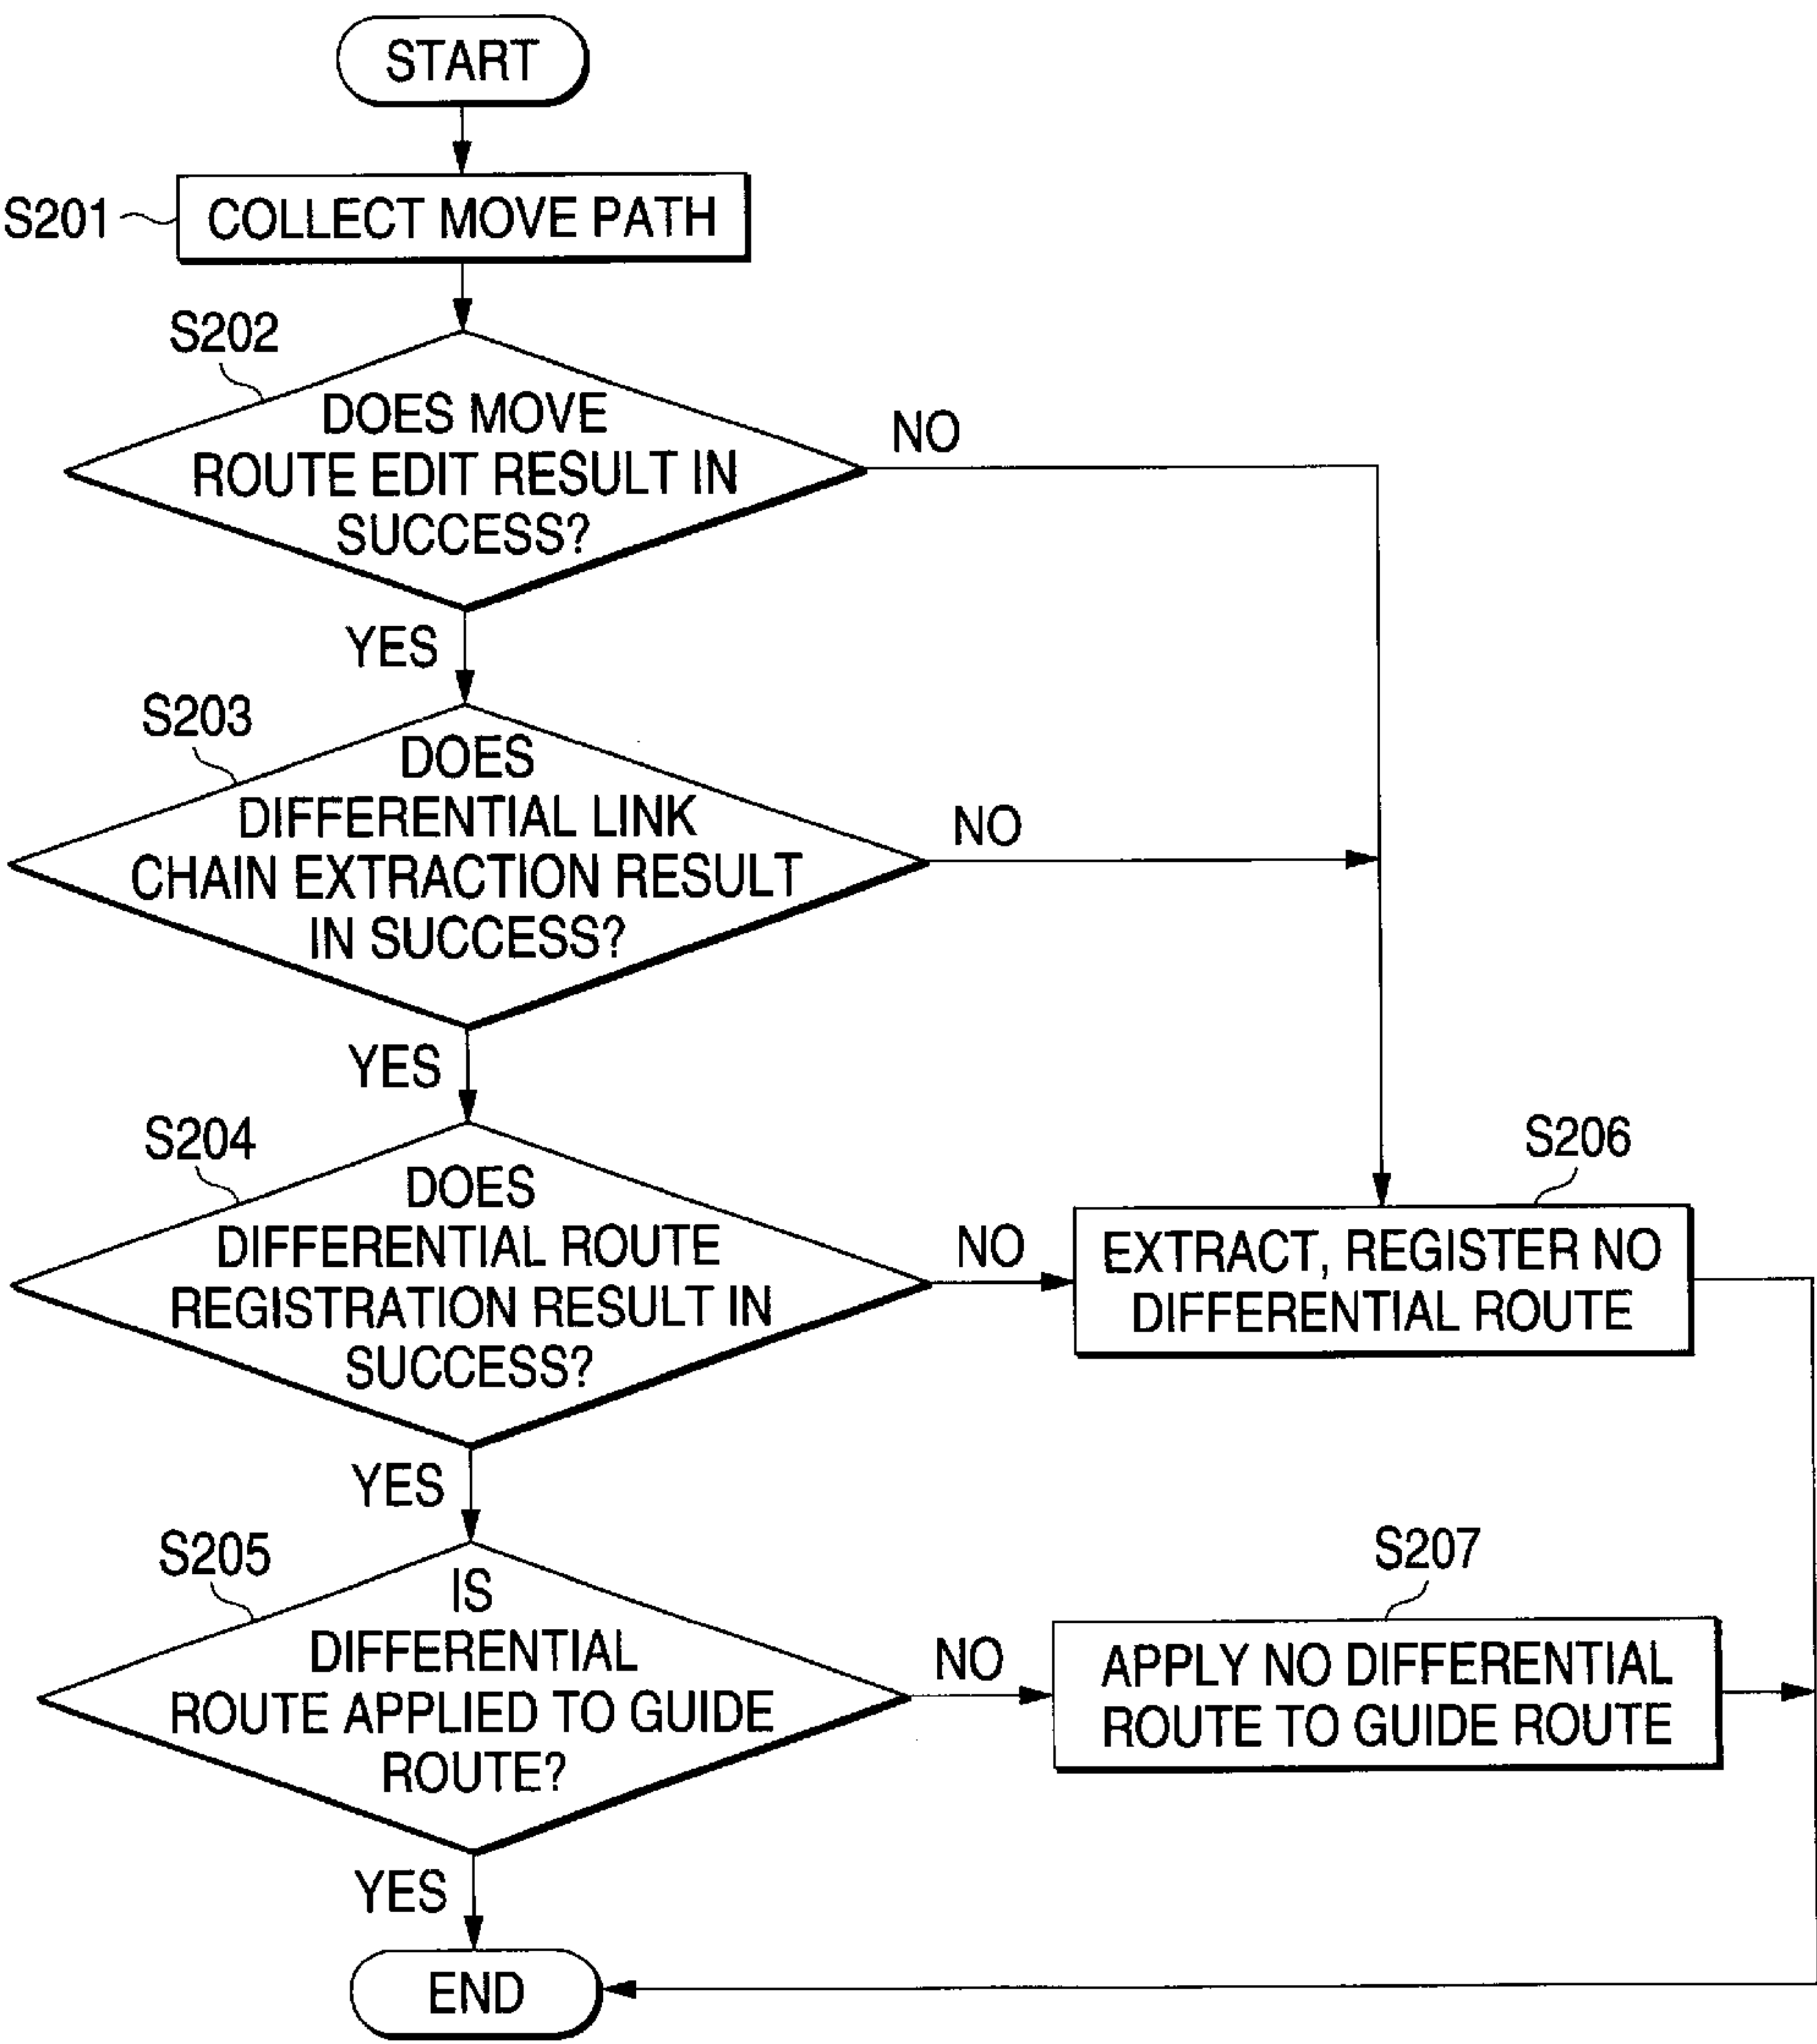 START
S201
COLLECT MOVE PATH
S202
DOES MOVE
ROUTE EDIT RESULT IN
SUCCESS?
NO
YES
S203
DOES
DIFFERENTIAL LINK
CHAIN EXTRACTION RESULT
IN SUCCESS?
NO
YES
S204
DOES
DIFFERENTIAL ROUTE
REGISTRATION RESULT IN
SUCCESS?
NO
S206
EXTRACT, REGISTER NO
DIFFERENTIAL ROUTE
YES
S205
IS
DIFFERENTIAL
ROUTE APPLIED TO GUIDE
ROUTE?
NO
S207
APPLY NO DIFFERENTIAL
ROUTE TO GUIDE ROUTE
YES
END